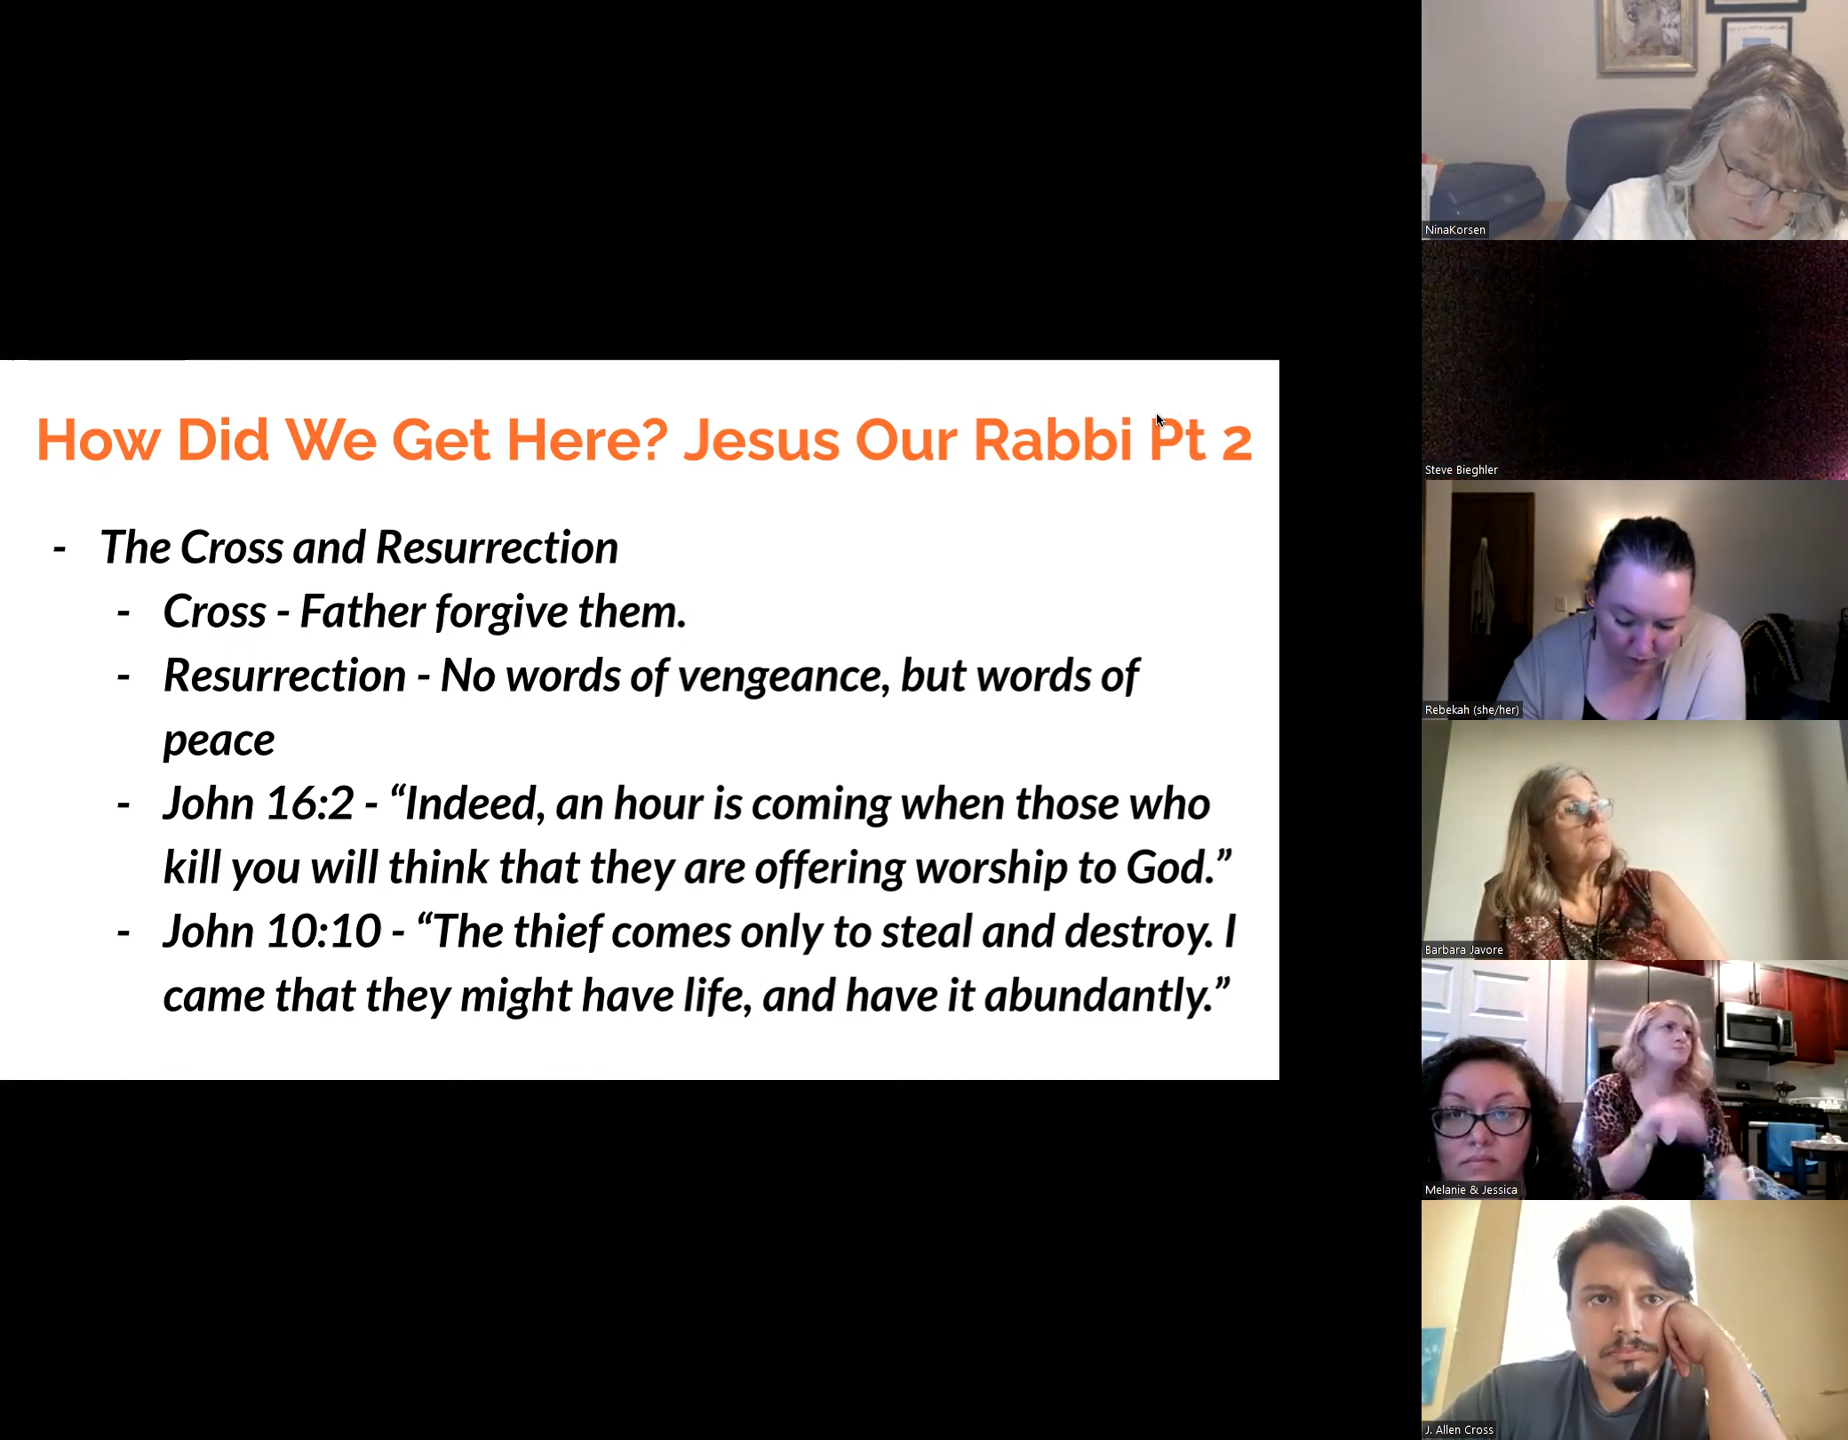 How Did We Get Here? Jesus Our Rabbi Pt 2
- The Cross and Resurrection
- Cross - Father forgive them.
- Resurrection - No words of vengeance, but words of
peace
- John 16:2 - “Indeed, an hour is coming when those who
kill you will think that they are offering worship to God.”
- John 10:10 - “The thief comes only to steal and destroy. I
came that they might have life, and have it abundantly.”
NinaKorsen
Steve Bieghler
Rebekah (she/her)
Barbara Javore
Melanie & Jessica
J. Allen Cross